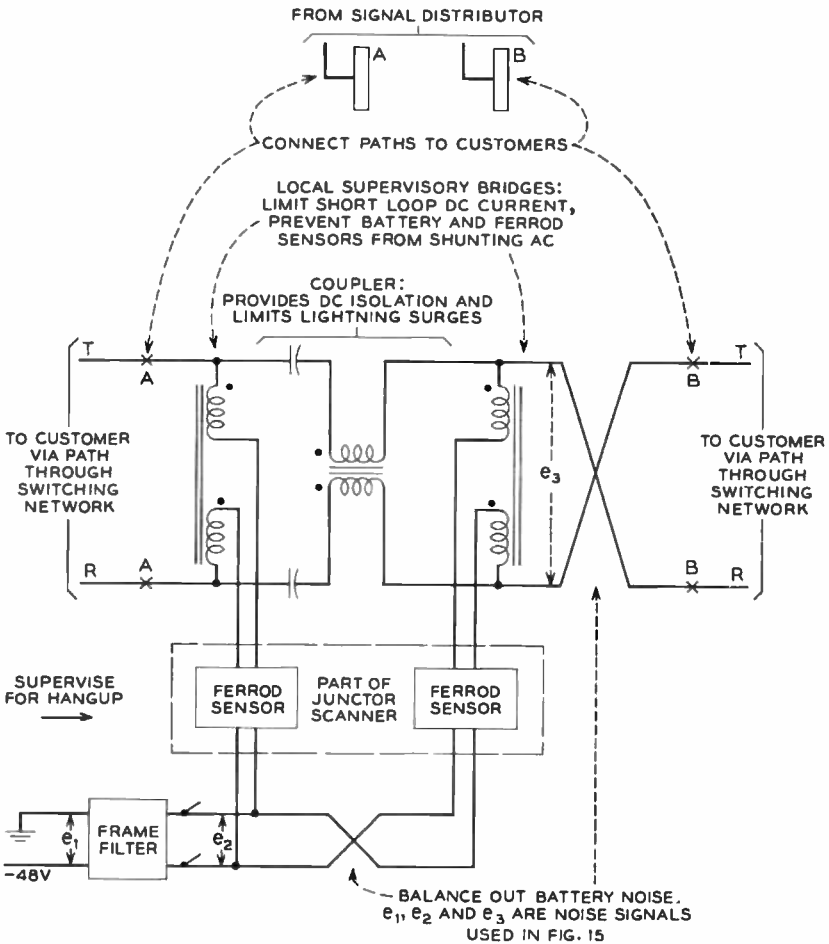 FROM SIGNAL DISTRIBUTOR
A
B
CONNECT PATHS TO CUSTOMERS
LOCAL SUPERVISORY BRIDGES:
LIMIT SHORT LOOP DC CURRENT,
PREVENT BATTERY AND FERROD
SENSORS FROM SHUNTING AC
COUPLER:
PROVIDES DC ISOLATION AND
LIMITS LIGHTNING SURGES
T
A
B
T
TO CUSTOMER
VIA PATH
THROUGH
SWITCHING
NETWORK
e3
TO CUSTOMER
VIA PATH
THROUGH
SWITCHING
NETWORK
R
A
B
R
SUPERVISE
FOR HANGUP
FERROD
SENSOR
PART OF
JUNCTOR
SCANNER
FERROD
SENSOR
e1
FRAME
FILTER
e2
-48V
BALANCE OUT BATTERY NOISE.
e1, e2 AND e3 ARE NOISE SIGNALS
USED IN FIG. 15